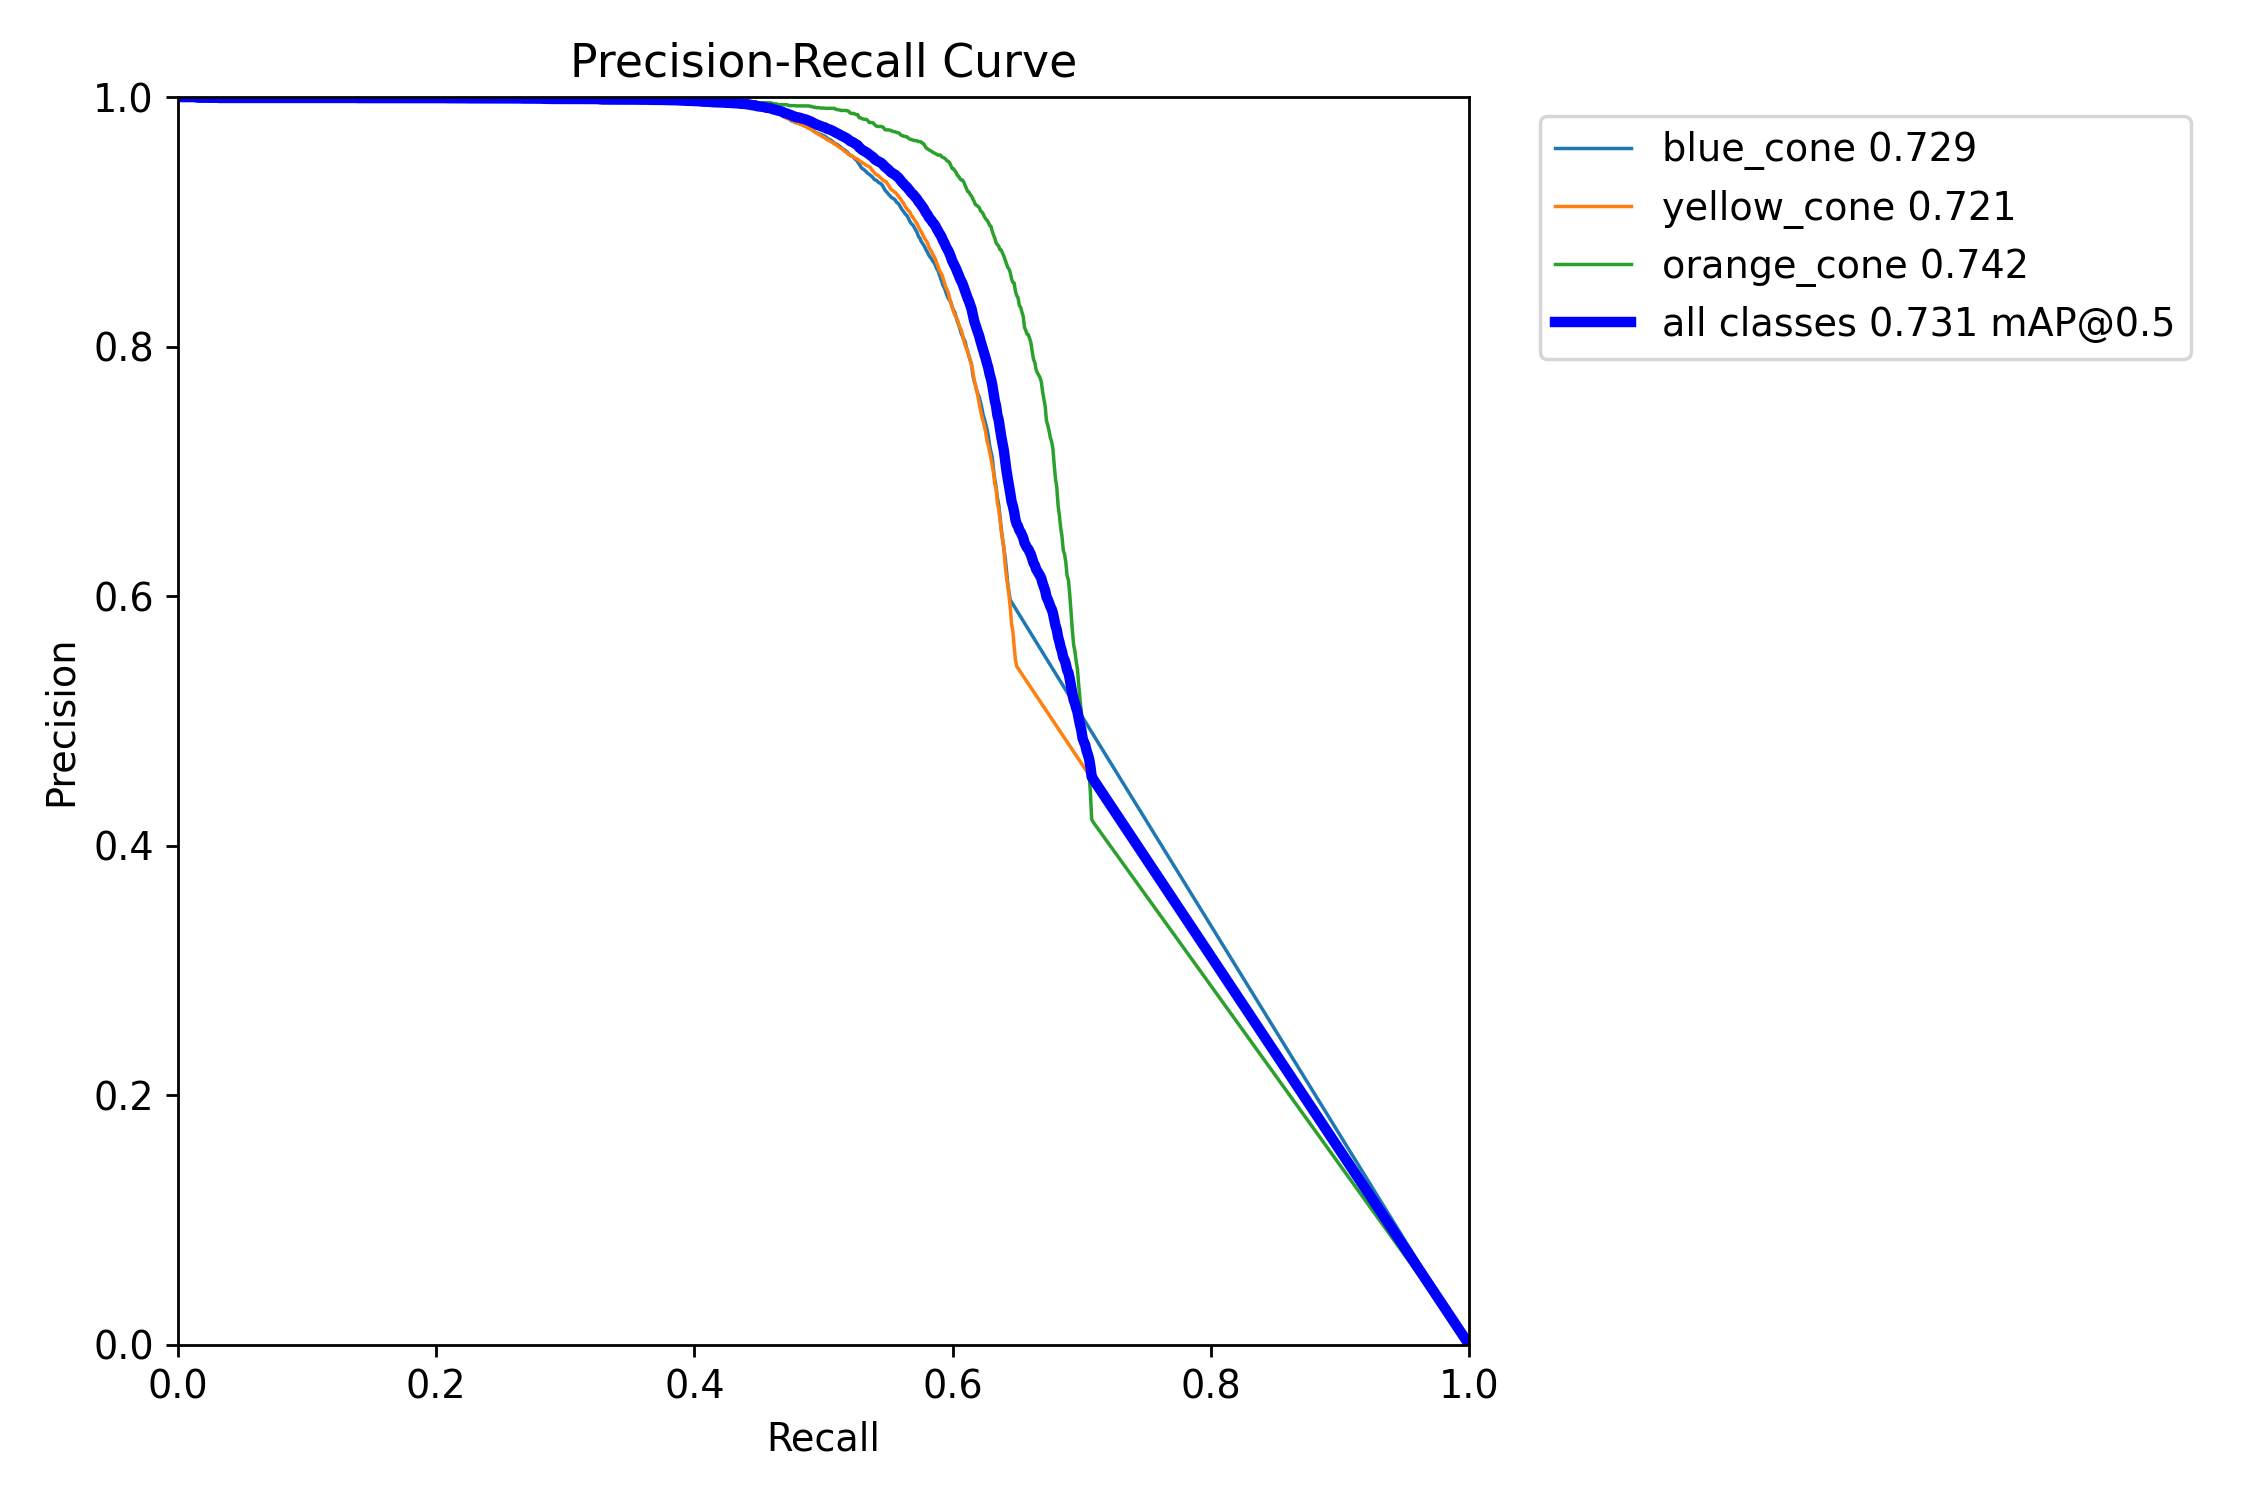 Precision-Recall Curve
1.0
0.8
0.6
0.4
0.2
0.0
Precision
0.0 0.2 0.4 0.6 0.8 1.0
Recall
blue_cone 0.729
yellow_cone 0.721
orange_cone 0.742
all classes 0.731 mAP@0.5